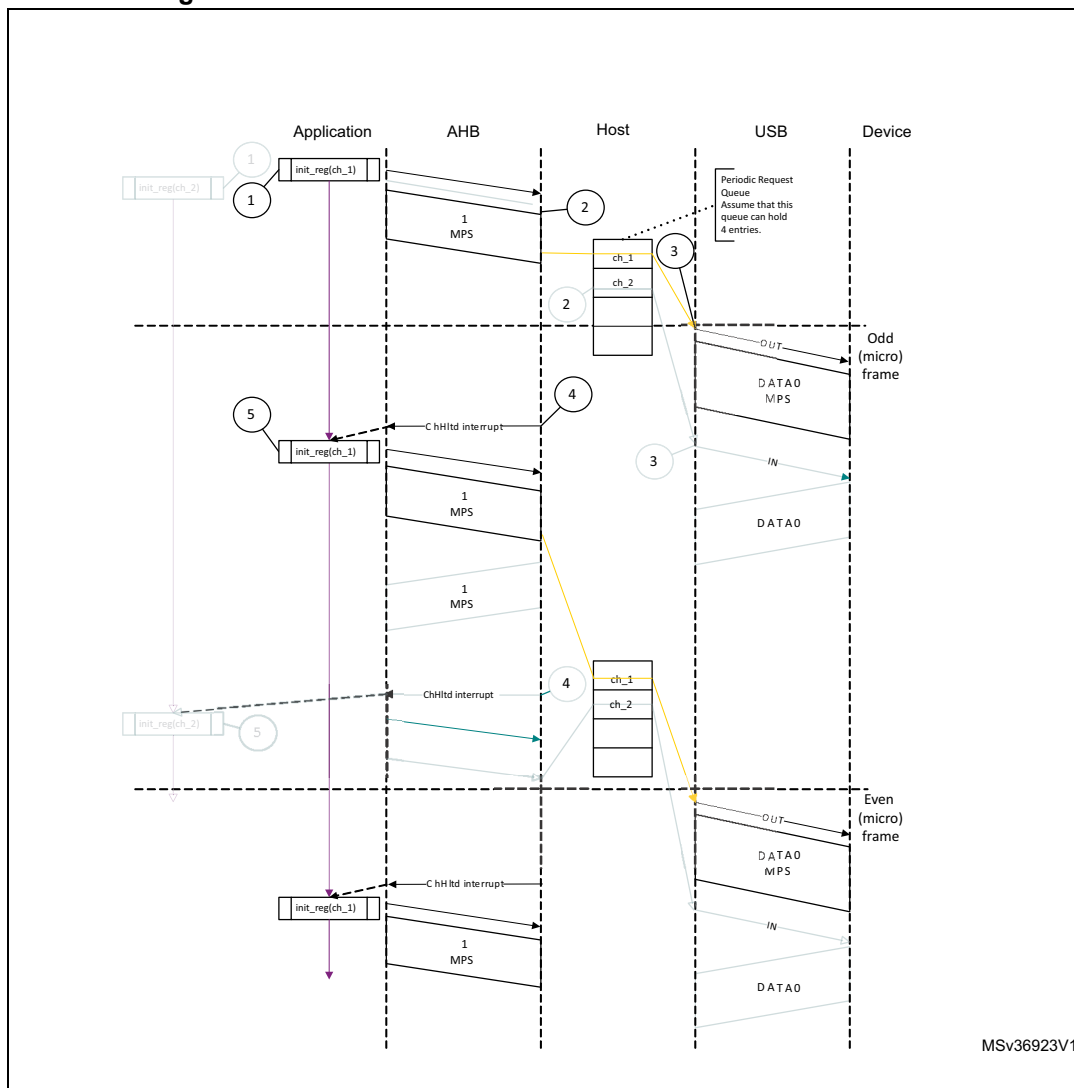 Application
AHB
Host
USB
Device
1
init_reg(ch_1)
init_reg(ch_2)
1
1
MPS
2
Periodic Request
Queue
Assume that this
queue can hold
4 entries.
3
ch_1
ch_2
2
Odd
(micro)
frame
OUT
DATA0
MPS
4
5
ChHltd interrupt
init_reg(ch_1)
3
IN
1
MPS
DATA0
1
MPS
ch_1
4
ChHltd interrupt
ch_2
init_reg(ch_2)
5
Even
(micro)
frame
OUT
DATA0
MPS
ChHltd interrupt
init_reg(ch_1)
IN
1
MPS
DATA0
MSv36923V1